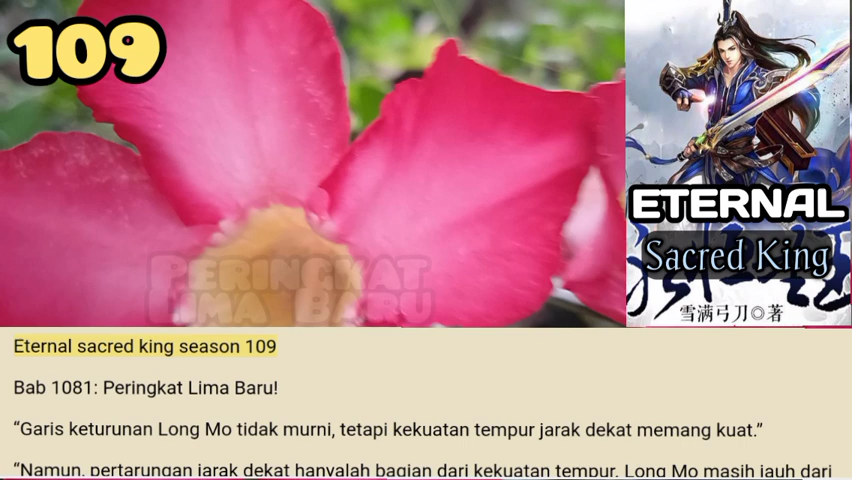 109
PERINGKAT
LIMA BARU
ETERNAL
Sacred King
雪满弓刀◎著
Eternal sacred king season 109
Bab 1081: Peringkat Lima Baru!
“Garis keturunan Long Mo tidak murni, tetapi kekuatan tempur jarak dekat memang kuat.”
“Namun, pertarungan jarak dekat hanyalah bagian dari kekuatan tempur. Long Mo masih jauh dari